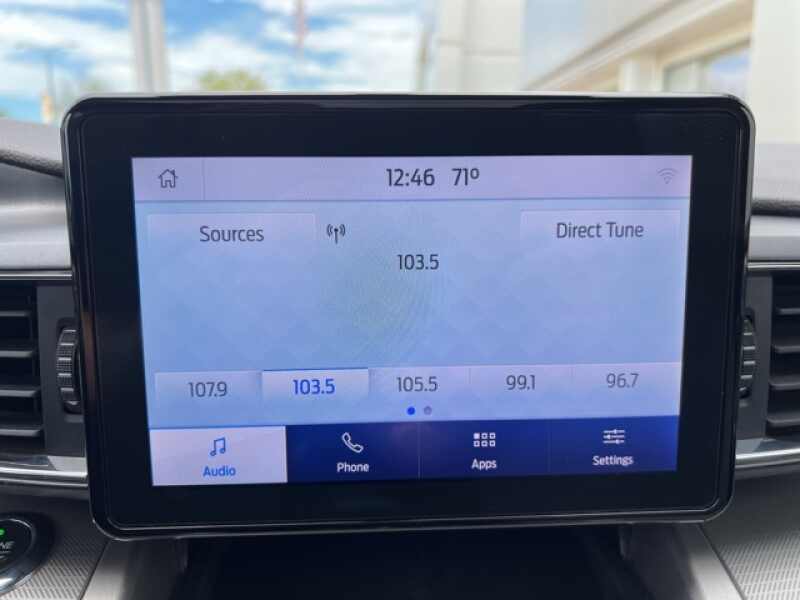 12:46 71°
Sources
Direct Tune
103.5
107.9 103.5 105.5 99.1 96.7
Audio Phone Apps Settings